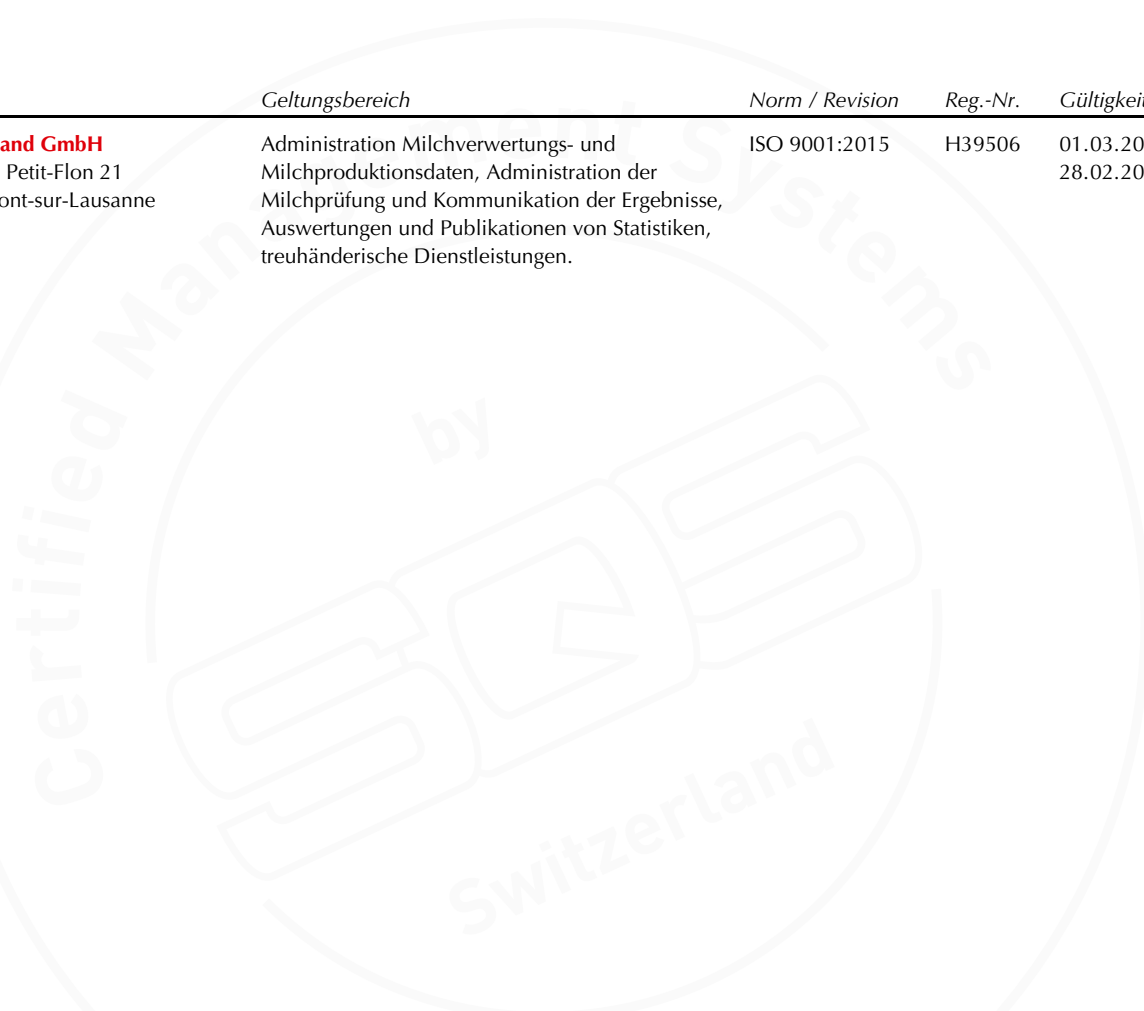 Geltungsbereich Norm / Revision Reg.-Nr. Gültigkeit
and GmbH Administration Milchverwertungs- und ISO 9001:2015 H39506 01.03.20
Petit-Flon 21 Milchproduktionsdaten, Administration der 28.02.20
ont-sur-Lausanne Milchprüfung und Kommunikation der Ergebnisse,
Auswertungen und Publikationen von Statistiken,
treuhänderische Dienstleistungen.
Certified Management Systems
by
SQS
Switzerland